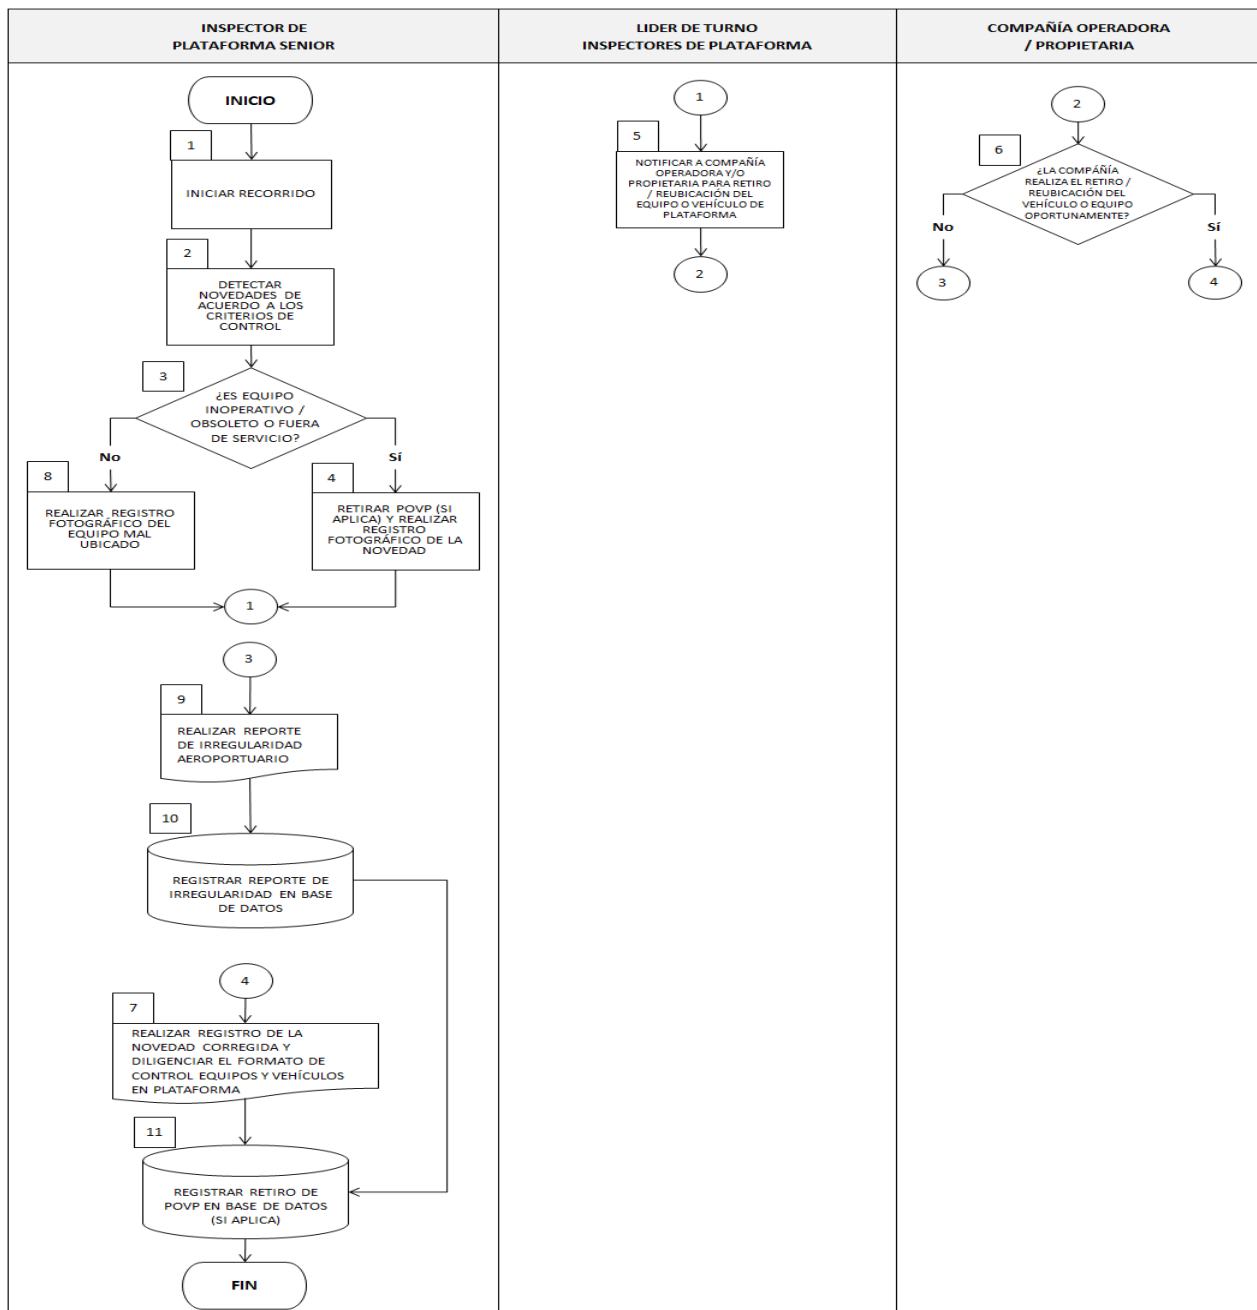 INSPECTOR DE
PLATAFORMA SENIOR
LIDER DE TURNO
INSPECTORES DE PLATAFORMA
COMPAÑÍA OPERADORA
/ PROPIETARIA
INICIO
1
INICIAR RECORRIDO
2
DETECTAR
NOVEDADES DE
ACUERDO A LOS
CRITERIOS DE
CONTROL
3
¿ES EQUIPO
INOPERATIVO /
OBSOLETO O FUERA
DE SERVICIO?
No
Sí
8
REALIZAR REGISTRO
FOTOGRÁFICO DEL
EQUIPO MAL
UBICADO
4
RETIRAR POVP (SI
APLICA) Y REALIZAR
REGISTRO
FOTOGRÁFICO DE LA
NOVEDAD
1
3
9
REALIZAR REPORTE
DE IRREGULARIDAD
AEROPORTUARIO
10
REGISTRAR REPORTE DE
IRREGULARIDAD EN BASE
DE DATOS
4
7
REALIZAR REGISTRO DE LA
NOVEDAD CORREGIDA Y
DILIGENCIAR EL FORMATO DE
CONTROL EQUIPOS Y VEHÍCULOS
EN PLATAFORMA
11
REGISTRAR RETIRO DE
POVP EN BASE DE DATOS
(SI APLICA)
FIN
1
5
NOTIFICAR A COMPAÑÍA
OPERADORA Y/O
PROPIETARIA PARA RETIRO
/ REUBICACIÓN DEL
EQUIPO O VEHÍCULO DE
PLATAFORMA
2
2
6
¿LA COMPÁÑÍA
REALIZA EL RETIRO /
REUBICACIÓN DEL
VEHÍCULO O EQUIPO
OPORTUNAMENTE?
No
Sí
3
4